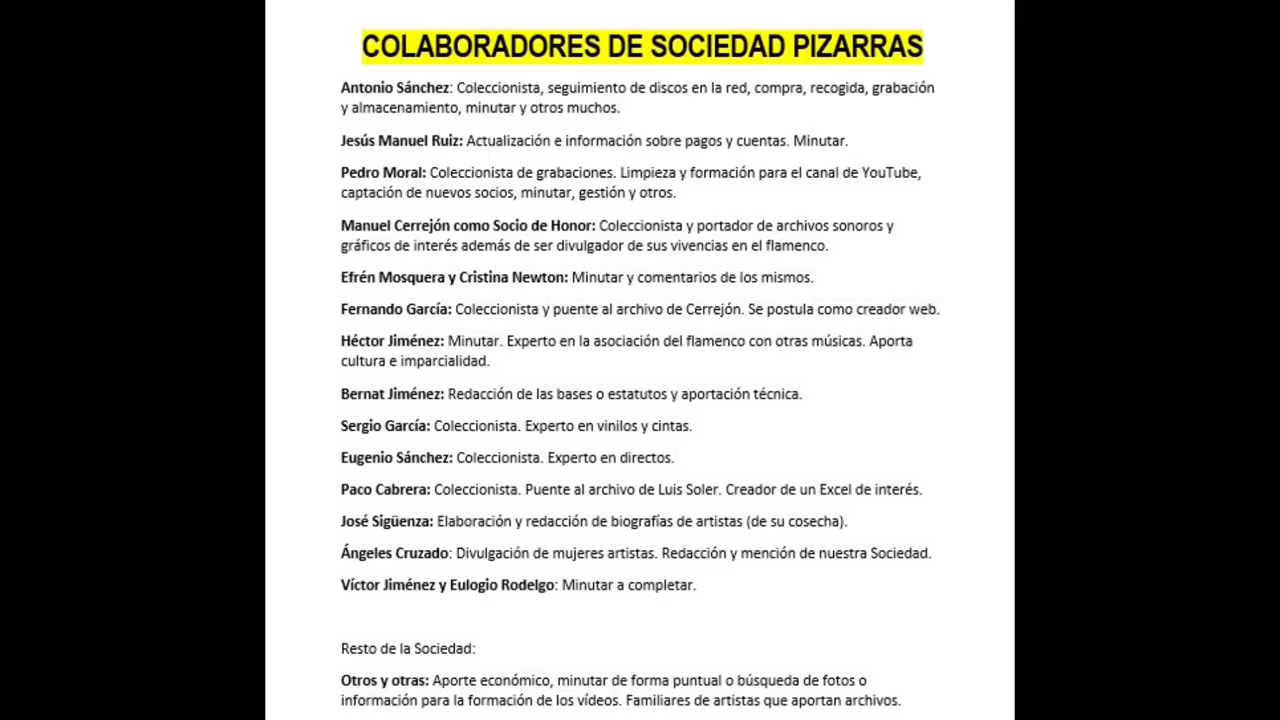 COLABORADORES DE SOCIEDAD PIZARRAS
Antonio Sánchez: Coleccionista, seguimiento de discos en la red, compra, recogida, grabación
y almacenamiento, minutar y otros muchos.
Jesús Manuel Ruiz: Actualización e información sobre pagos y cuentas. Minutar.
Pedro Moral: Coleccionista de grabaciones. Limpieza y formación para el canal de YouTube,
captación de nuevos socios, minutar, gestión y otros.
Manuel Cerrejón como Socio de Honor: Coleccionista y portador de archivos sonoros y
gráficos de interés además de ser divulgador de sus vivencias en el flamenco.
Efrén Mosquera y Cristina Newton: Minutar y comentarios de los mismos.
Fernando García: Coleccionista y puente al archivo de Cerrejón. Se postula como creador web.
Héctor Jiménez: Minutar. Experto en la asociación del flamenco con otras músicas. Aporta
cultura e imparcialidad.
Bernat Jiménez: Redacción de las bases o estatutos y aportación técnica.
Sergio García: Coleccionista. Experto en vinilos y cintas.
Eugenio Sánchez: Coleccionista. Experto en directos.
Paco Cabrera: Coleccionista. Puente al archivo de Luis Soler. Creador de un Excel de interés.
José Sigüenza: Elaboración y redacción de biografías de artistas (de su cosecha).
Ángeles Cruzado: Divulgación de mujeres artistas. Redacción y mención de nuestra Sociedad.
Víctor Jiménez y Eulogio Rodelgo: Minutar a completar.
Resto de la Sociedad:
Otros y otras: Aporte económico, minutar de forma puntual o búsqueda de fotos o
información para la formación de los vídeos. Familiares de artistas que aportan archivos.